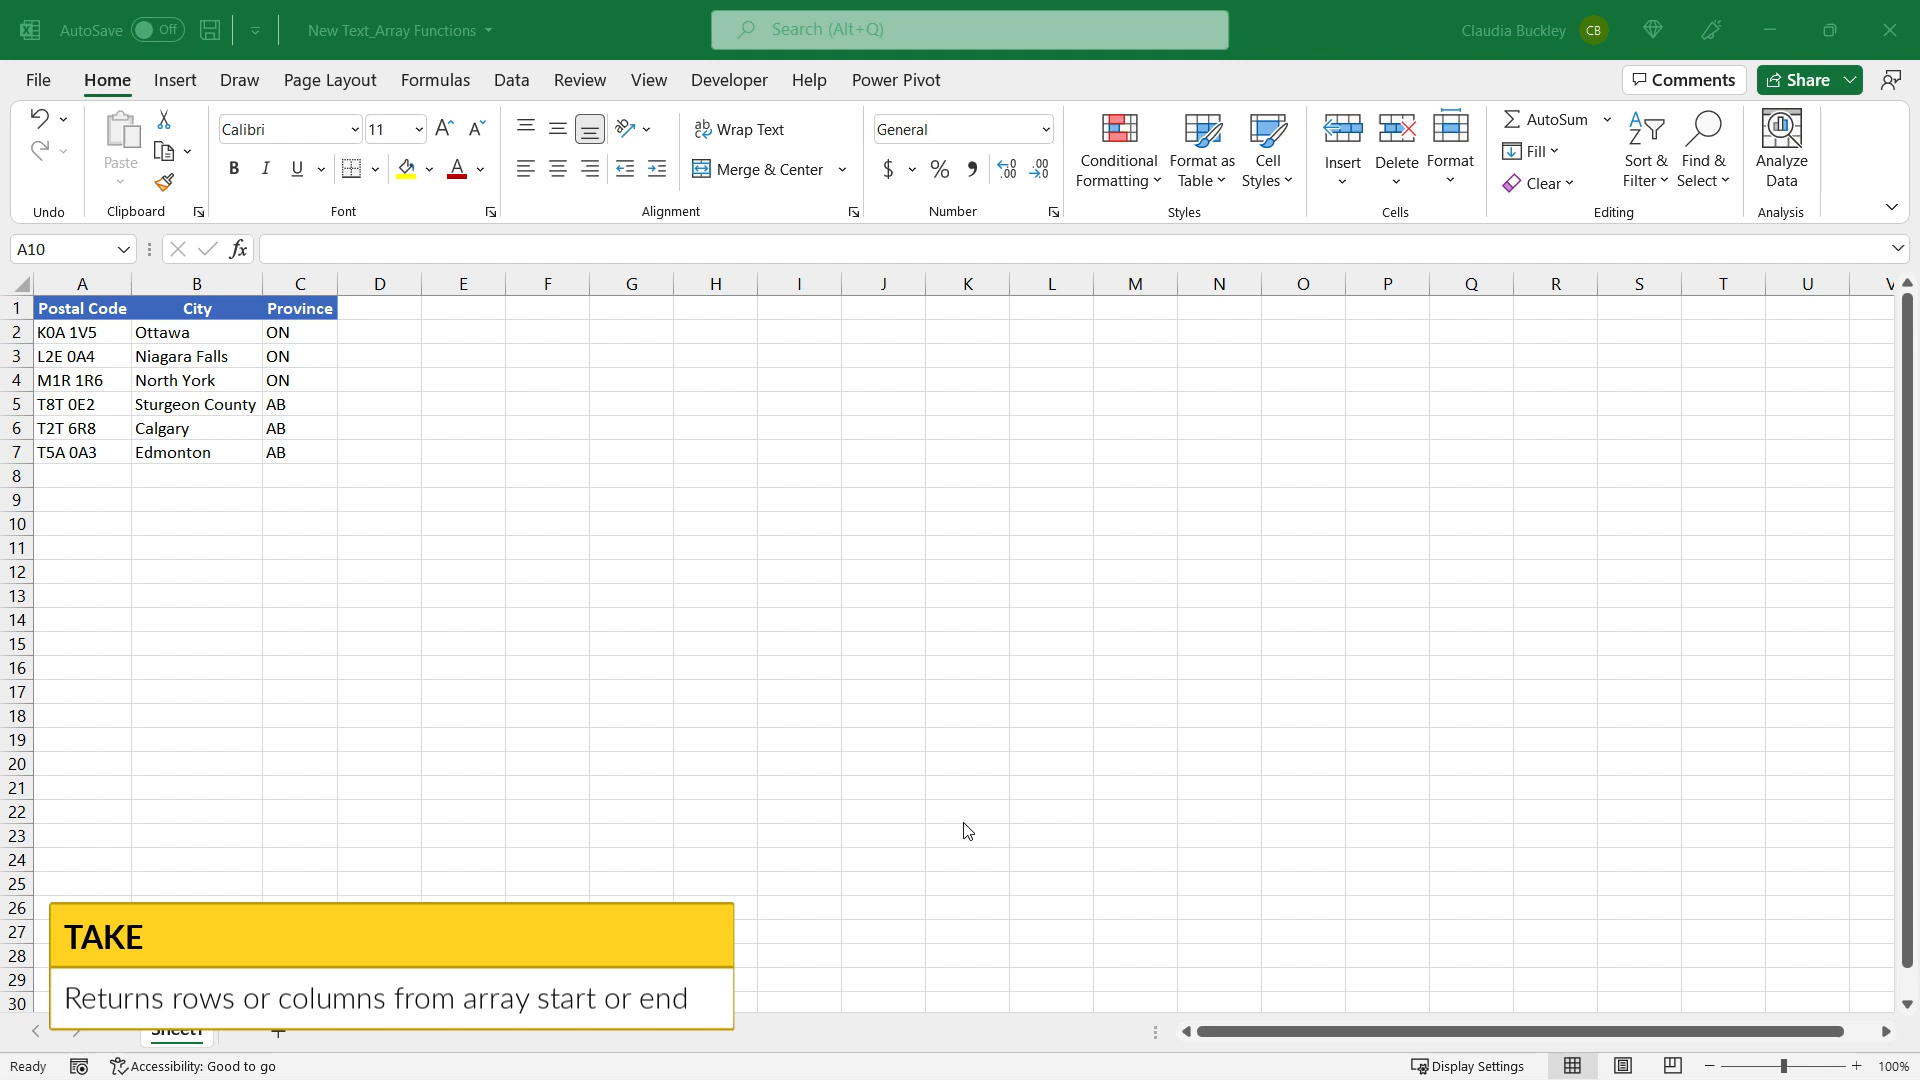 AutoSave Off New Text_Array Functions Search (Alt+Q) Claudia Buckley CB
File Home Insert Draw Page Layout Formulas Data Review View Developer Help Power Pivot Comments Share
Calibri 11 Wrap Text General AutoSum
Paste B I U Merge & Center $ % Conditional Formatting Format as Table Cell Styles Insert Delete Format Fill Clear Sort & Filter Find & Select Analyze Data
Undo Clipboard Font Alignment Number Styles Cells Editing Analysis
A10 fx
A B C D E F G H I J K L M N O P Q R S T U V
1 Postal Code City Province
2 K0A 1V5 Ottawa ON
3 L2E 0A4 Niagara Falls ON
4 M1R 1R6 North York ON
5 T8T 0E2 Sturgeon County AB
6 T2T 6R8 Calgary AB
7 T5A 0A3 Edmonton AB
8
9
10
11
12
13
14
15
16
17
18
19
20
21
22
23
24
25
26
27 TAKE
28
29
30 Returns rows or columns from array start or end
Sheet1
Ready Accessibility: Good to go Display Settings 100%